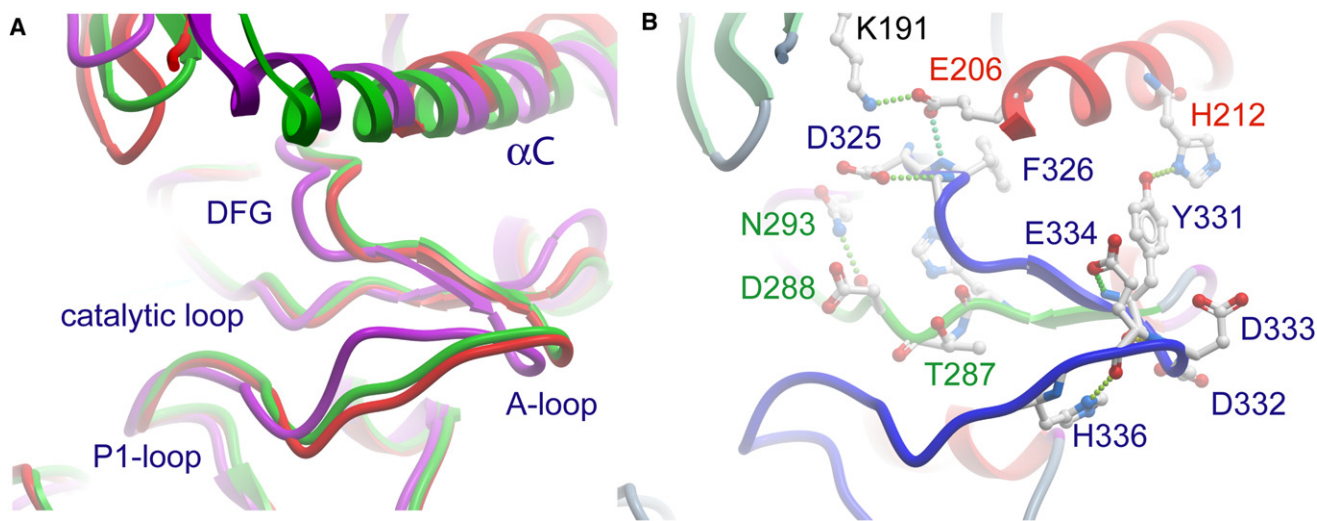 A
αC
DFG
catalytic loop
A-loop
P1-loop
B
K191
E206
H212
D325
F326
Y331
N293
E334
D288
D333
T287
D332
H336